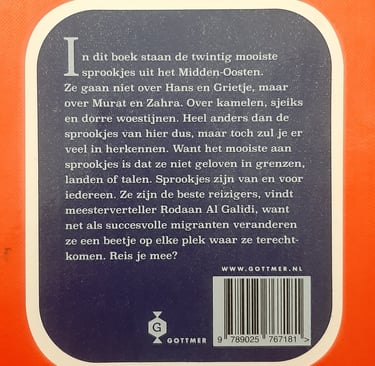 In dit boek staan de twintig mooiste
sprookjes uit het Midden-Oosten.
Ze gaan niet over Hans en Grietje, maar
over Murat en Zahra. Over kamelen, sjeiks
en dorre woestijnen. Heel anders dan de
sprookjes van hier dus, maar toch zul je er
veel in herkennen. Want het mooiste aan
sprookjes is dat ze niet geloven in grenzen,
landen of talen. Sprookjes zijn van en voor
iedereen. Ze zijn de beste reizigers, vindt
meesterverteller Rodaan Al Galidi, want
net als succesvolle migranten veranderen
ze een beetje op elke plek waar ze terecht-
komen. Reis je mee?
WWW.GOTTMER.NL
G
GOTTMER
9 789025 767181 >